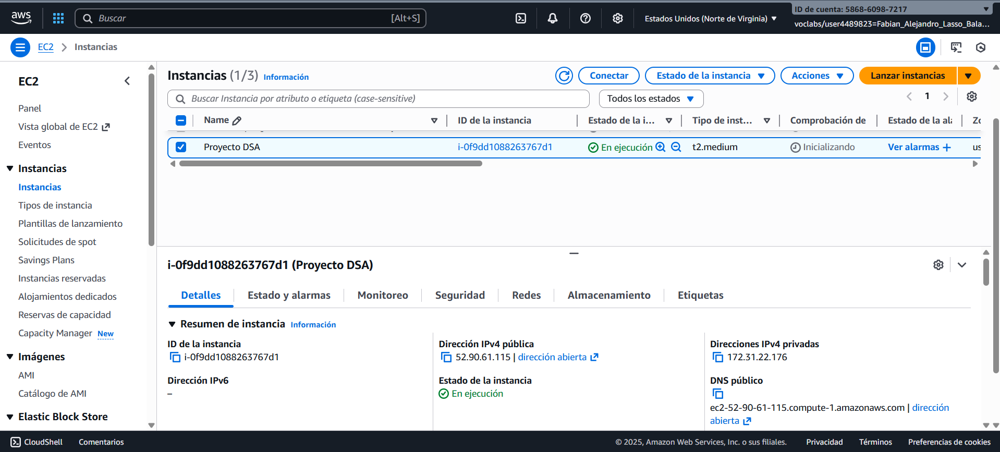 aws
Buscar [Alt+S]
Estados Unidos (Norte de Virginia)
ID de cuenta: 5868-6098-7217
voclabs/user4489823=Fabian_Alejandro_Lasso_Bala...
EC2 Instancias
EC2
Panel
Vista global de EC2
Eventos
Instancias
Instancias
Tipos de instancia
Plantillas de lanzamiento
Solicitudes de spot
Savings Plans
Instancias reservadas
Alojamientos dedicados
Reservas de capacidad
Capacity Manager New
Imágenes
AMI
Catálogo de AMI
Elastic Block Store
Instancias (1/3) Información
Conectar Estado de la instancia Acciones Lanzar instancias
Buscar Instancia por atributo o etiqueta (case-sensitive) Todos los estados 1
Name ID de la instancia Estado de la i... Tipo de inst... Comprobación de Estado de la ala Zo
Proyecto DSA i-0f9dd1088263767d1 En ejecución t2.medium Inicializando Ver alarmas + us
i-0f9dd1088263767d1 (Proyecto DSA)
Detalles Estado y alarmas Monitoreo Seguridad Redes Almacenamiento Etiquetas
Resumen de instancia Información
ID de la instancia
i-0f9dd1088263767d1
Dirección IPv4 pública
52.90.61.115 | dirección abierta
Direcciones IPv4 privadas
172.31.22.176
Dirección IPv6
–
Estado de la instancia
En ejecución
DNS público
ec2-52-90-61-115.compute-1.amazonaws.com | dirección
abierta
CloudShell Comentarios © 2025, Amazon Web Services, Inc. o sus filiales. Privacidad Términos Preferencias de cookies